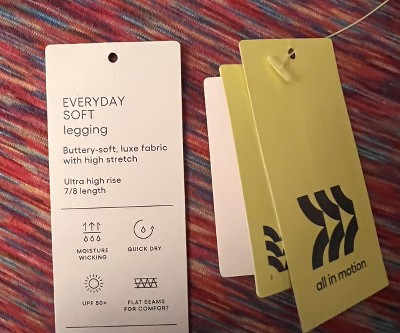 EVERYDAY
SOFT
legging
Buttery-soft, luxe fabric
with high stretch
Ultra high rise
7/8 length
MOISTURE
WICKING
QUICK DRY
UPF 50+
FLAT SEAMS
FOR COMFORT
all in motion